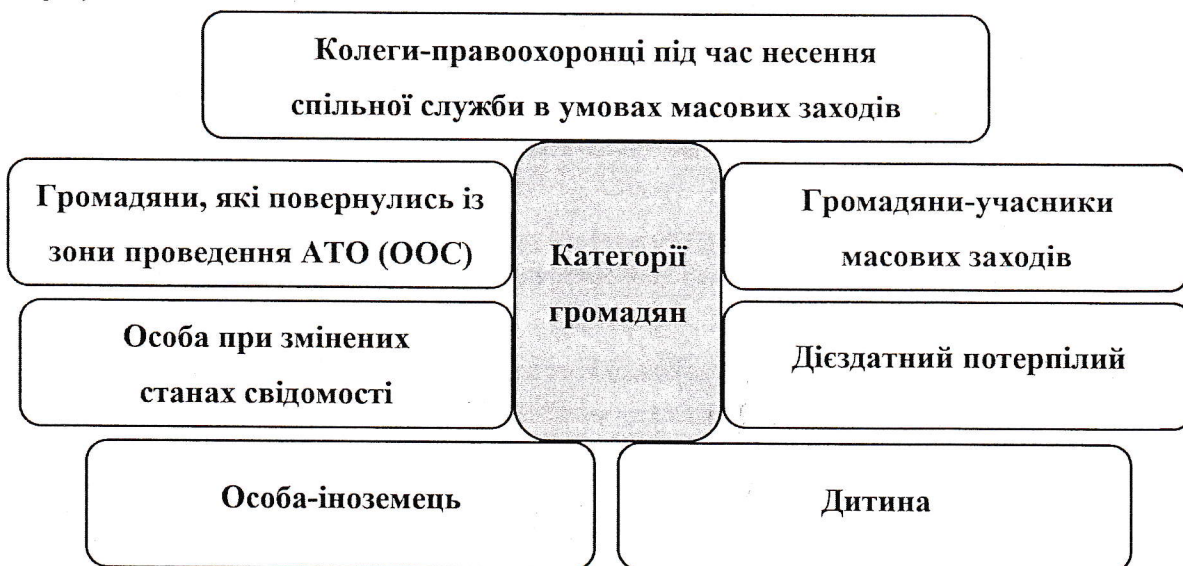 Колеги-правоохоронці під час несення
спільної служби в умовах масових заходів
Громадяни, які повернулись із
зони проведення АТО (ООС)
Категорії
громадян
Громадяни-учасники
масових заходів
Особа при змінених
станах свідомості
Дієздатний потерпілий
Особа-іноземець
Дитина